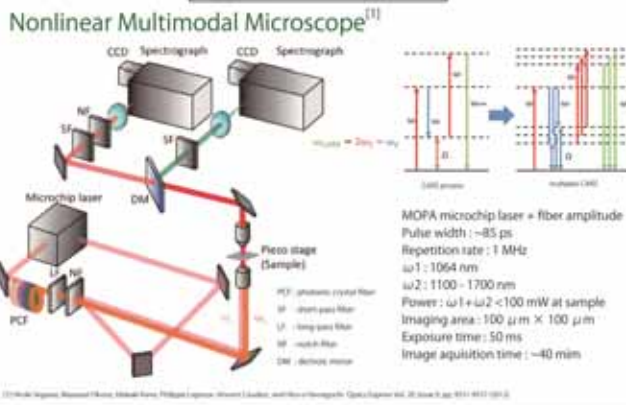 Nonlinear Multimodal Microscope[1]
CCD Spectrograph CCD Spectrograph
NF
SF
SF
DM
Microchip laser
LF NF
PCF
Piezo stage
(Sample)
PCF : photonic crystal fiber
SF : short-pass filter
LF : long-pass filter
NF : notch filter
DM : dichroic mirror
CARS process
multiplex CARS
Ω
Ω
MOPA microchip laser + fiber amplitude
Pulse width : ~85 ps
Repetition rate : 1 MHz
ω1 : 1064 nm
ω2 : 1100 - 1700 nm
Power : ω1+ω2 <100 mW at sample
Imaging area : 100 μm × 100 μm
Exposure time : 50 ms
Image aquisition time : ~40 mim